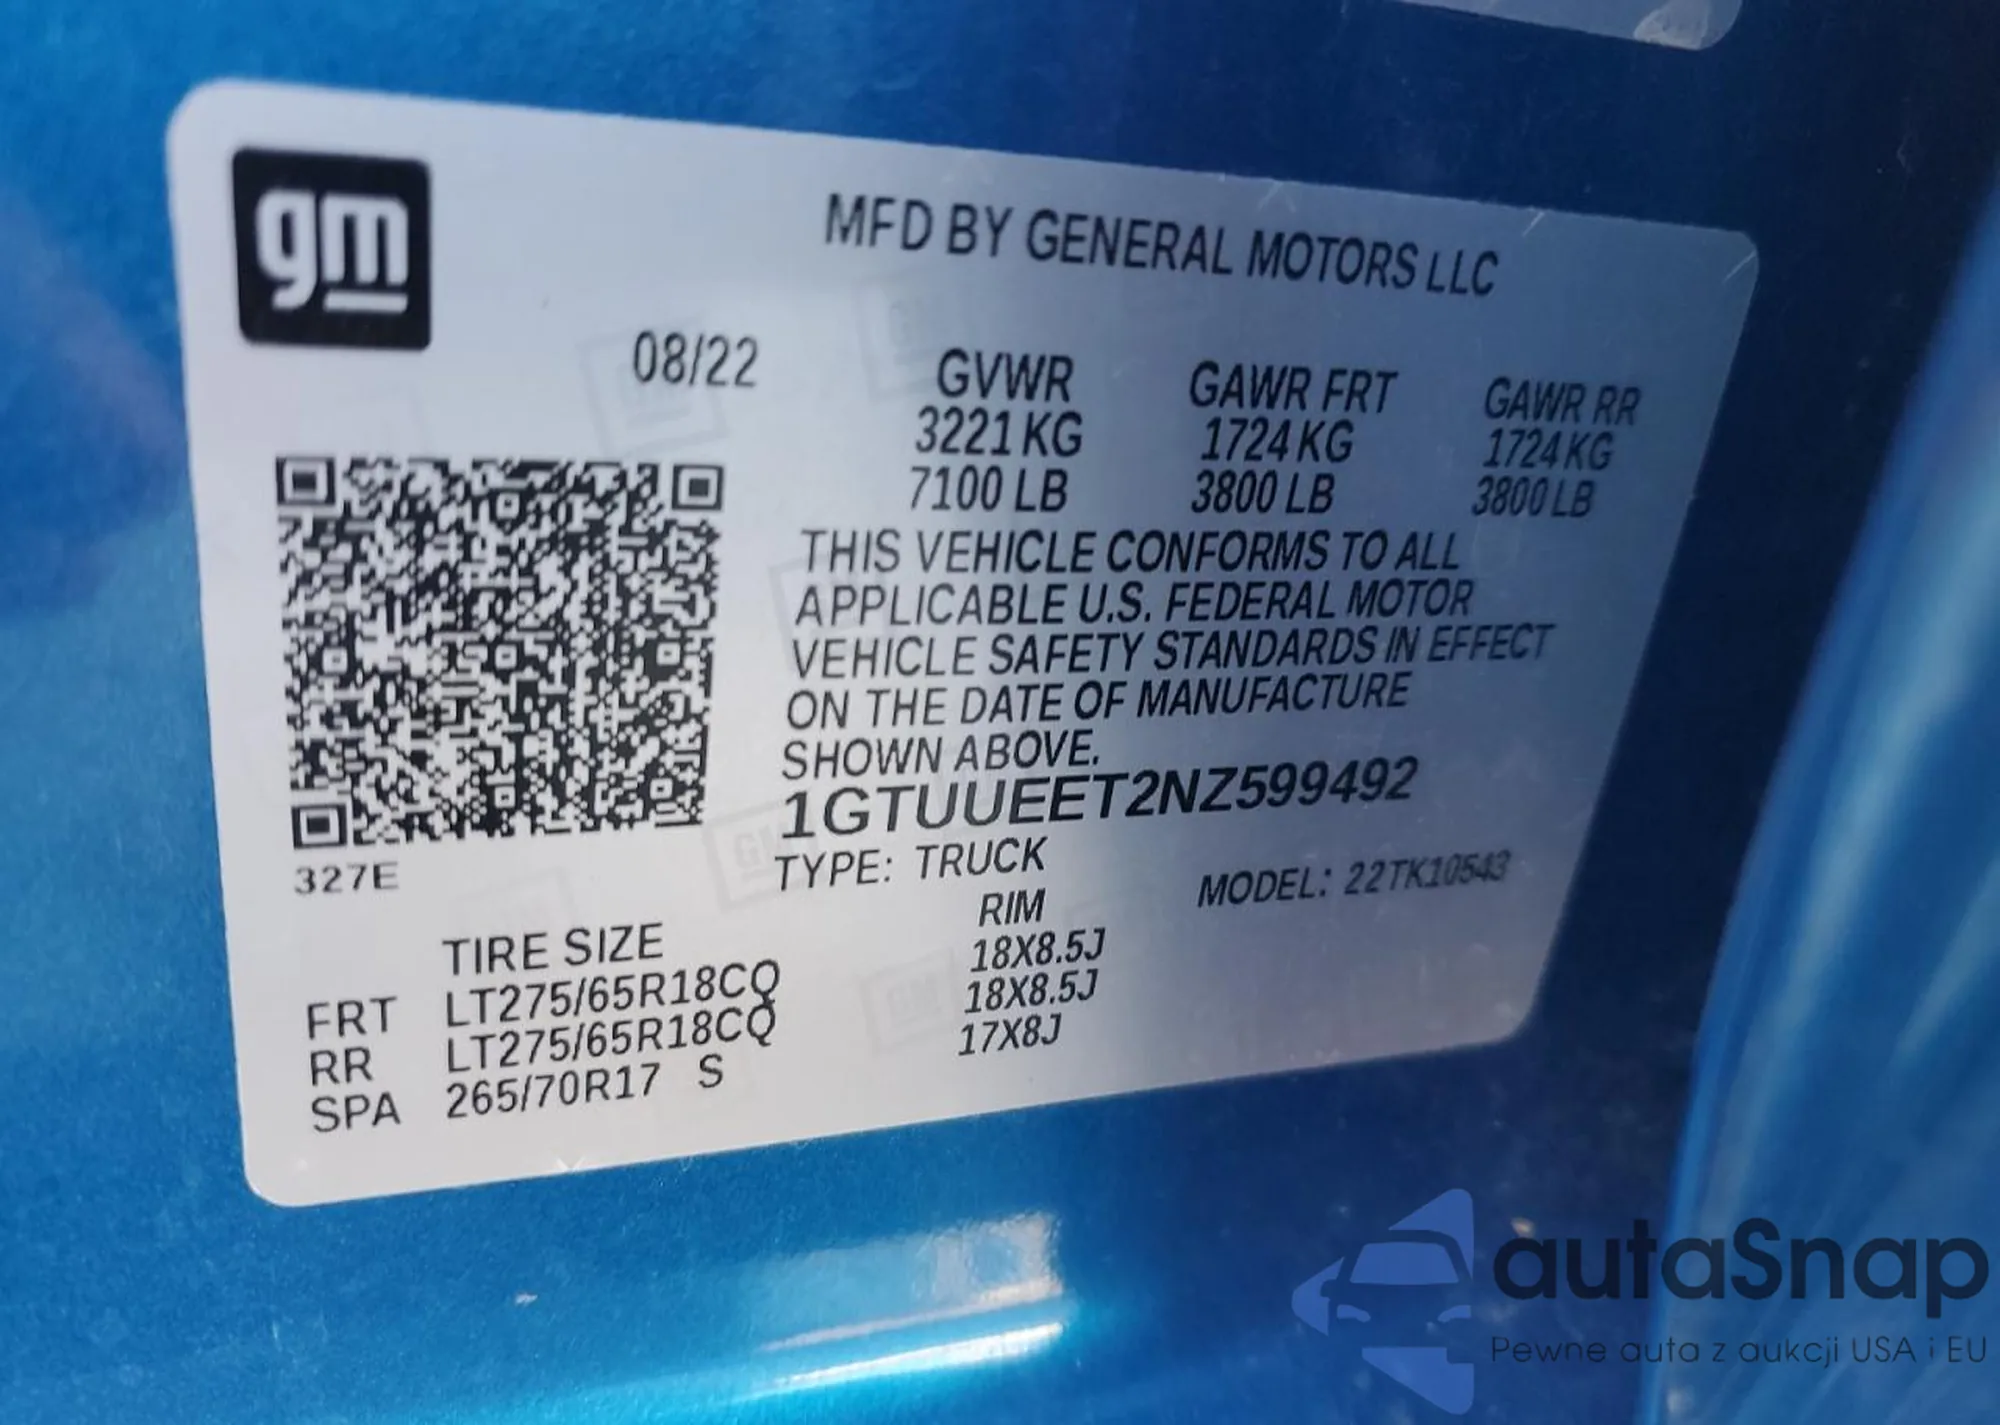 gm
MFD BY GENERAL MOTORS LLC
08/22
GVWR GAWR FRT GAWR RR
3221 KG 1724 KG 1724 KG
7100 LB 3800 LB 3800 LB
THIS VEHICLE CONFORMS TO ALL
APPLICABLE U.S. FEDERAL MOTOR
VEHICLE SAFETY STANDARDS IN EFFECT
ON THE DATE OF MANUFACTURE
SHOWN ABOVE.
1GTUUEET2NZ599492
327E
TYPE: TRUCK MODEL: 22TK10543
TIRE SIZE RIM
FRT LT275/65R18CQ 18X8.5J
RR LT275/65R18CQ 18X8.5J
SPA 265/70R17 S 17X8J
autaSnap
Pewne auta z aukcji USA i EU